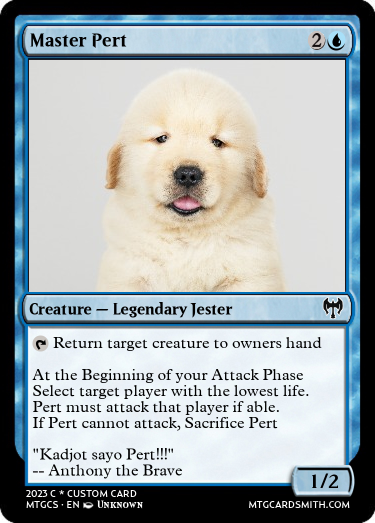 Master Pert 2
Creature — Legendary Jester
Return target creature to owners hand
At the Beginning of your Attack Phase
Select target player with the lowest life.
Pert must attack that player if able.
If Pert cannot attack, Sacrifice Pert
"Kadjot sayo Pert!!!"
-- Anthony the Brave
1/2
2023 C * CUSTOM CARD
MTGCS · EN Unknown
MTGCARDSMITH.COM